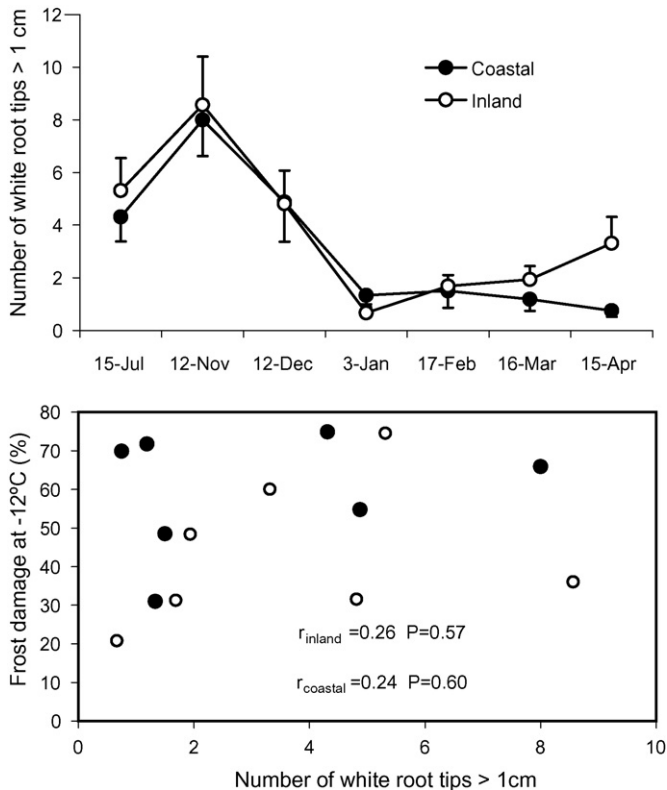 Number of white root tips > 1 cm
12
10
8
6
4
2
0
Coastal
Inland
15-Jul 12-Nov 12-Dec 3-Jan 17-Feb 16-Mar 15-Apr
Frost damage at -12ºC (%)
80
70
60
50
40
30
20
10
0
r inland =0.26 P=0.57
r coastal =0.24 P=0.60
0 2 4 6 8 10
Number of white root tips > 1cm